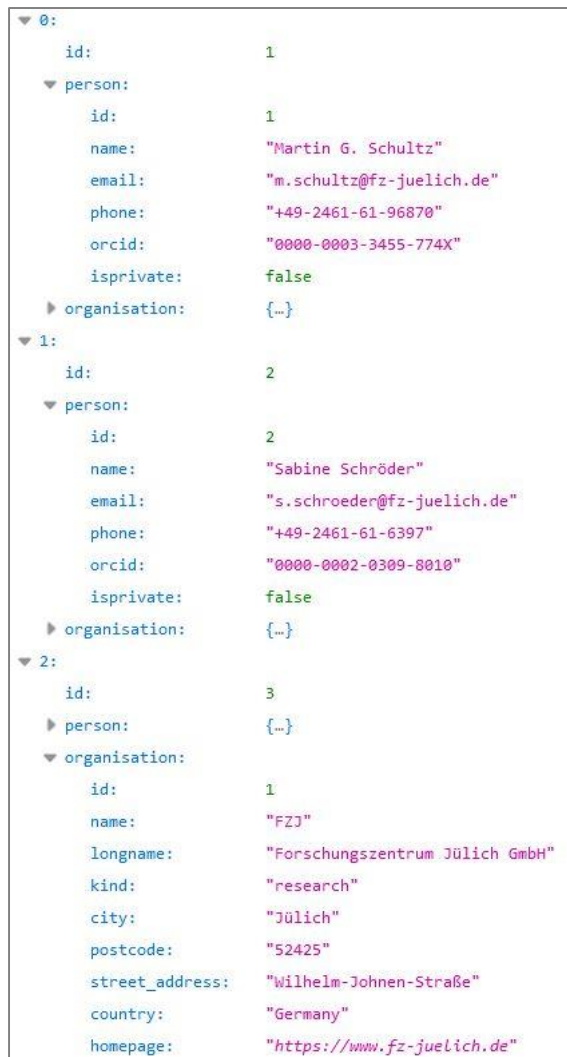 0:
id: 1
person:
id: 1
name: "Martin G. Schultz"
email: "m.schultz@fz-juelich.de"
phone: "+49-2461-61-96870"
orcid: "0000-0003-3455-774X"
isprivate: false
organisation: {…}
1:
id: 2
person:
id: 2
name: "Sabine Schröder"
email: "s.schroeder@fz-juelich.de"
phone: "+49-2461-61-6397"
orcid: "0000-0002-0309-8010"
isprivate: false
organisation: {…}
2:
id: 3
person: {…}
organisation:
id: 1
name: "FZJ"
longname: "Forschungszentrum Jülich GmbH"
kind: "research"
city: "Jülich"
postcode: "52425"
street_address: "Wilhelm-Johnen-Straße"
country: "Germany"
homepage: "https://www.fz-juelich.de"